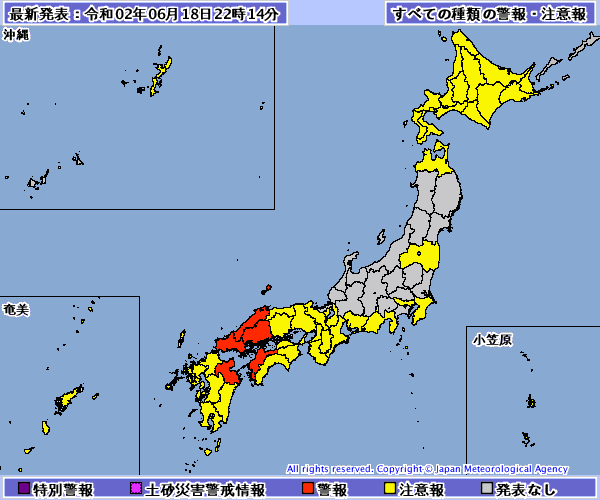 最新発表：令和02年06月18日22時14分
すべての種類の警報・注意報
沖縄
奄美
小笠原
All rights reserved. Copyright © Japan Meteorological Agency
特別警報 土砂災害警戒情報 警報 注意報 発表なし